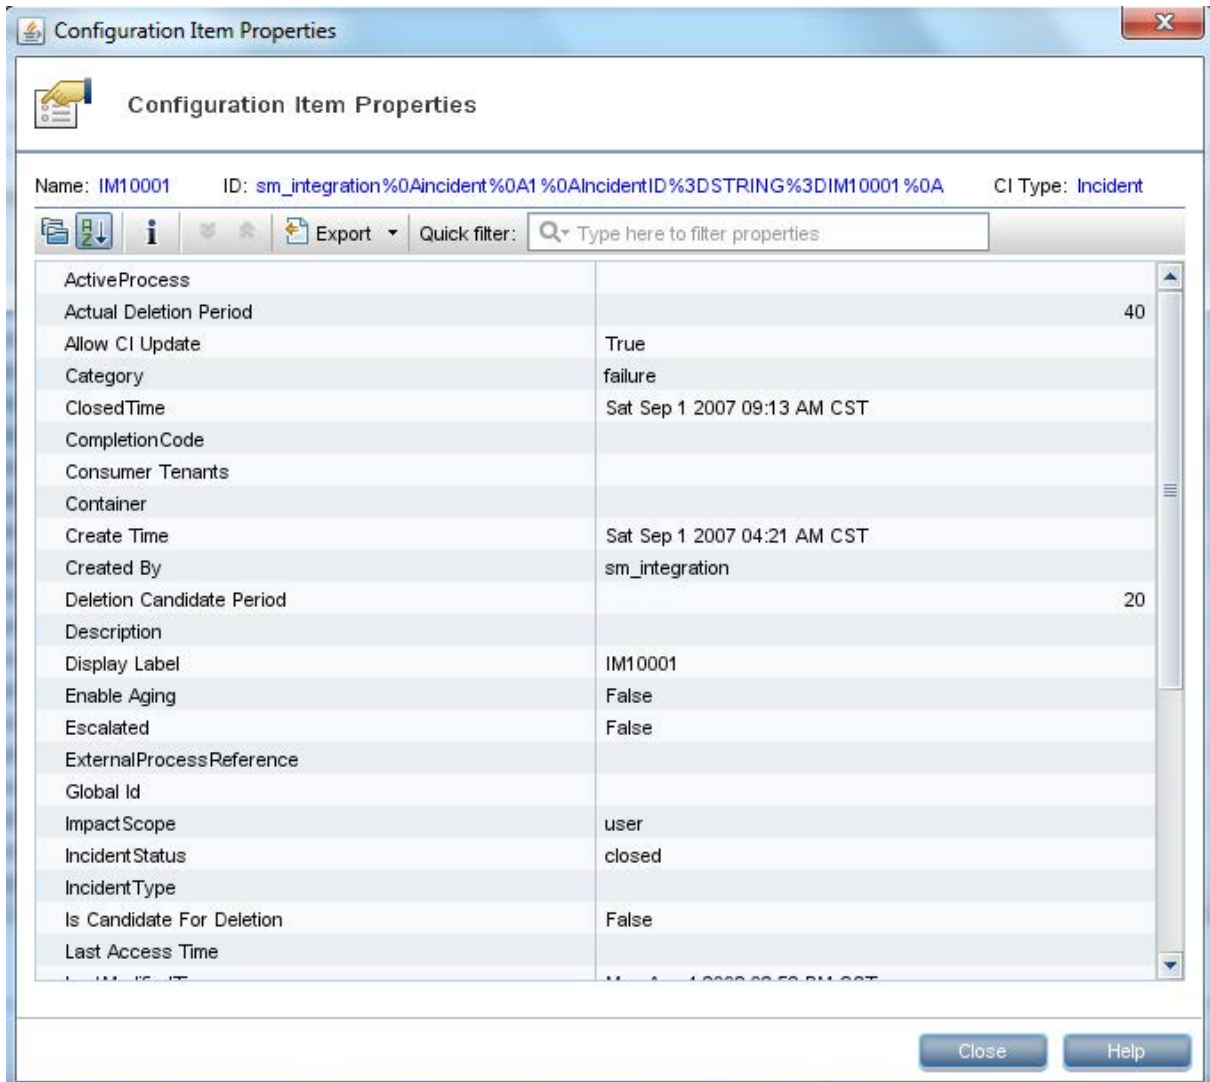 Configuration Item Properties
X
Configuration Item Properties
Name: IM10001 ID: sm_integration%0Aincident%0A1%0AIncidentID%3DSTRING%3DIM10001%0A CI Type: Incident
Export Quick filter: Type here to filter properties
ActiveProcess
Actual Deletion Period 40
Allow CI Update True
Category failure
ClosedTime Sat Sep 1 2007 09:13 AM CST
CompletionCode
Consumer Tenants
Container
Create Time Sat Sep 1 2007 04:21 AM CST
Created By sm_integration
Deletion Candidate Period 20
Description
Display Label IM10001
Enable Aging False
Escalated False
ExternalProcessReference
Global Id
ImpactScope user
IncidentStatus closed
IncidentType
Is Candidate For Deletion False
Last Access Time
Close Help